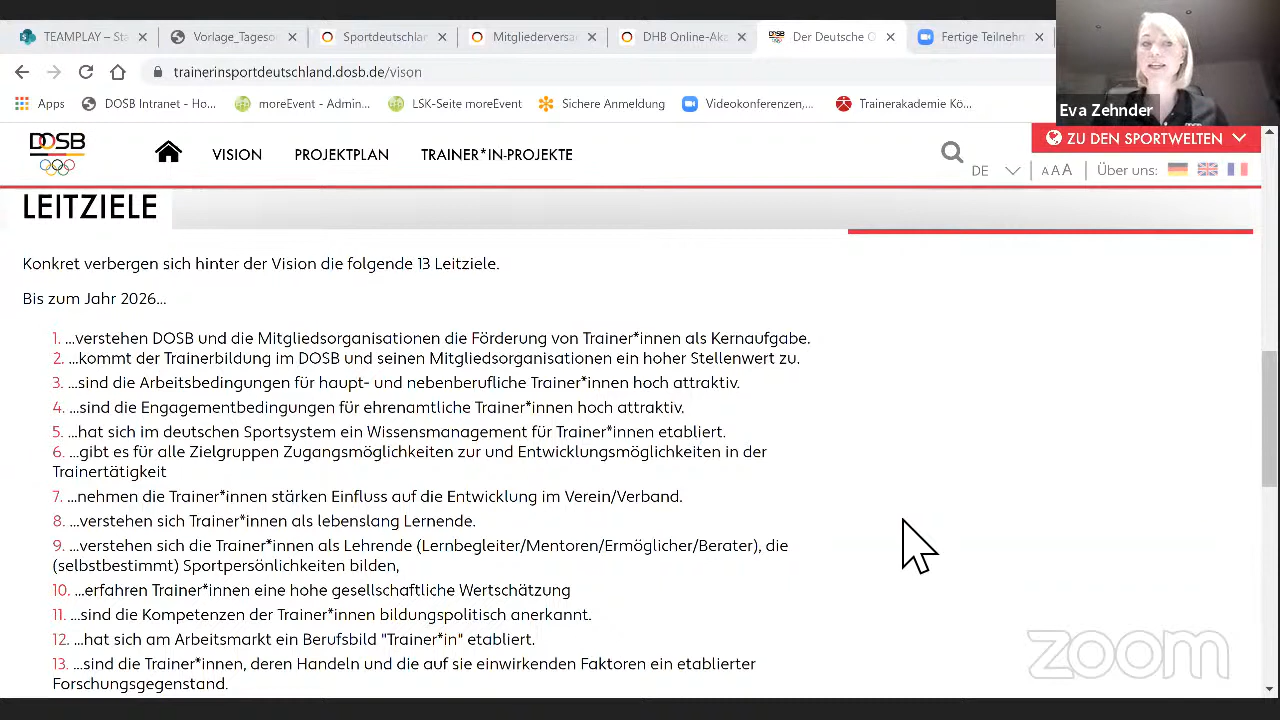 TEAMPLAY – Sta
Vorlage_Tageso
Sportdeutschlan
Mitgliederversa
DHB Online-Aka
Der Deutsche O
Fertige Teilnehm
trainerinsportdeutschland.dosb.de/vison
Eva Zehnder
Apps
DOSB Intranet - Ho...
moreEvent - Admin...
LSK-Serie moreEvent
Sichere Anmeldung
Videokonferenzen,...
Trainerakademie Kö...
DOSB
VISION
PROJEKTPLAN
TRAINER*IN-PROJEKTE
ZU DEN SPORTWELTEN
DE
AAA
Über uns:
LEITZIELE
Konkret verbergen sich hinter der Vision die folgende 13 Leitziele.
Bis zum Jahr 2026...
1. ...verstehen DOSB und die Mitgliedsorganisationen die Förderung von Trainer*innen als Kernaufgabe.
2. ...kommt der Trainerbildung im DOSB und seinen Mitgliedsorganisationen ein hoher Stellenwert zu.
3. ...sind die Arbeitsbedingungen für haupt- und nebenberufliche Trainer*innen hoch attraktiv.
4. ...sind die Engagementbedingungen für ehrenamtliche Trainer*innen hoch attraktiv.
5. ...hat sich im deutschen Sportsystem ein Wissensmanagement für Trainer*innen etabliert.
6. ...gibt es für alle Zielgruppen Zugangsmöglichkeiten zur und Entwicklungsmöglichkeiten in der
Trainertätigkeit
7. ...nehmen die Trainer*innen stärken Einfluss auf die Entwicklung im Verein/Verband.
8. ...verstehen sich Trainer*innen als lebenslang Lernende.
9. ...verstehen sich die Trainer*innen als Lehrende (Lernbegleiter/Mentoren/Ermöglicher/Berater), die
(selbstbestimmt) Sportpersönlichkeiten bilden,
10. ...erfahren Trainer*innen eine hohe gesellschaftliche Wertschätzung
11. ...sind die Kompetenzen der Trainer*innen bildungspolitisch anerkannt.
12. ...hat sich am Arbeitsmarkt ein Berufsbild "Trainer*in" etabliert.
13. ...sind die Trainer*innen, deren Handeln und die auf sie einwirkenden Faktoren ein etablierter
Forschungsgegenstand.
zoom